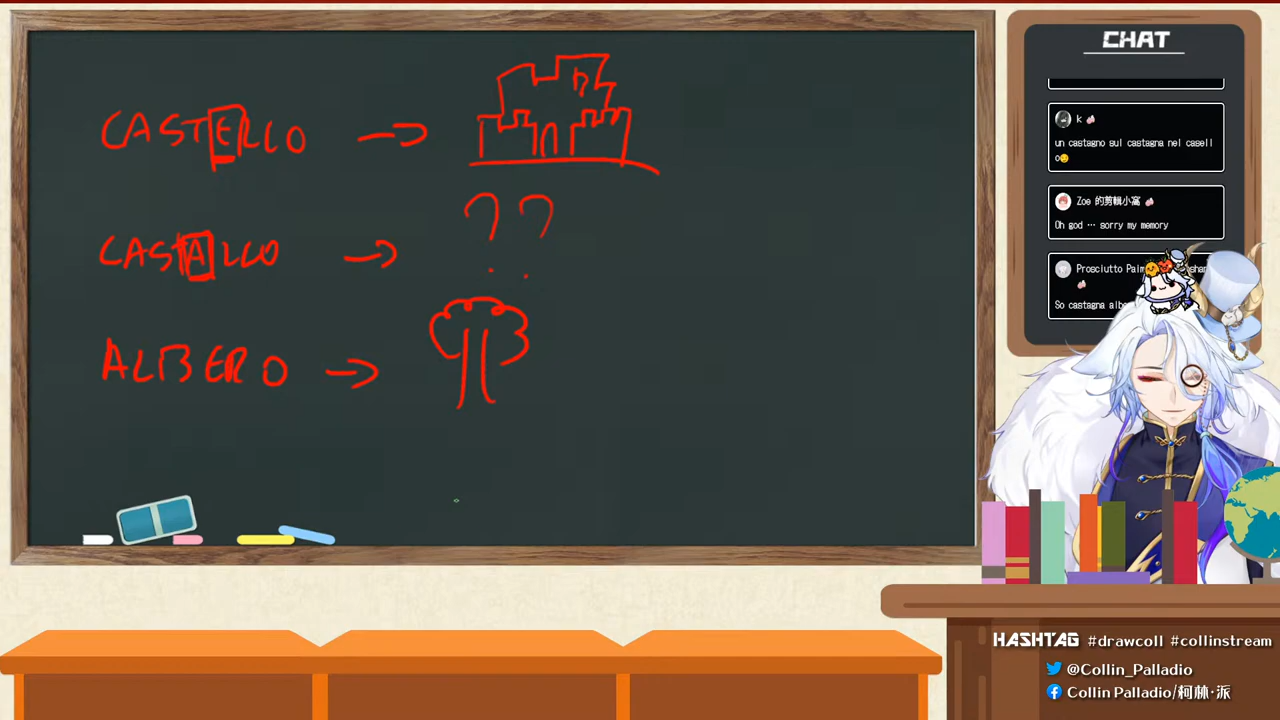 CASTELLO →
CASTALLO → ??
ALBERO →
CHAT
k
un castagno sul castagna nel casell
o😉
Zoe 的剪輯小窩
Oh god … sorry my memory
Prosciutto
So castagna
HASHTAG #drawcoll #collinstream
@Collin_Palladio
Collin Palladio/柯林·派